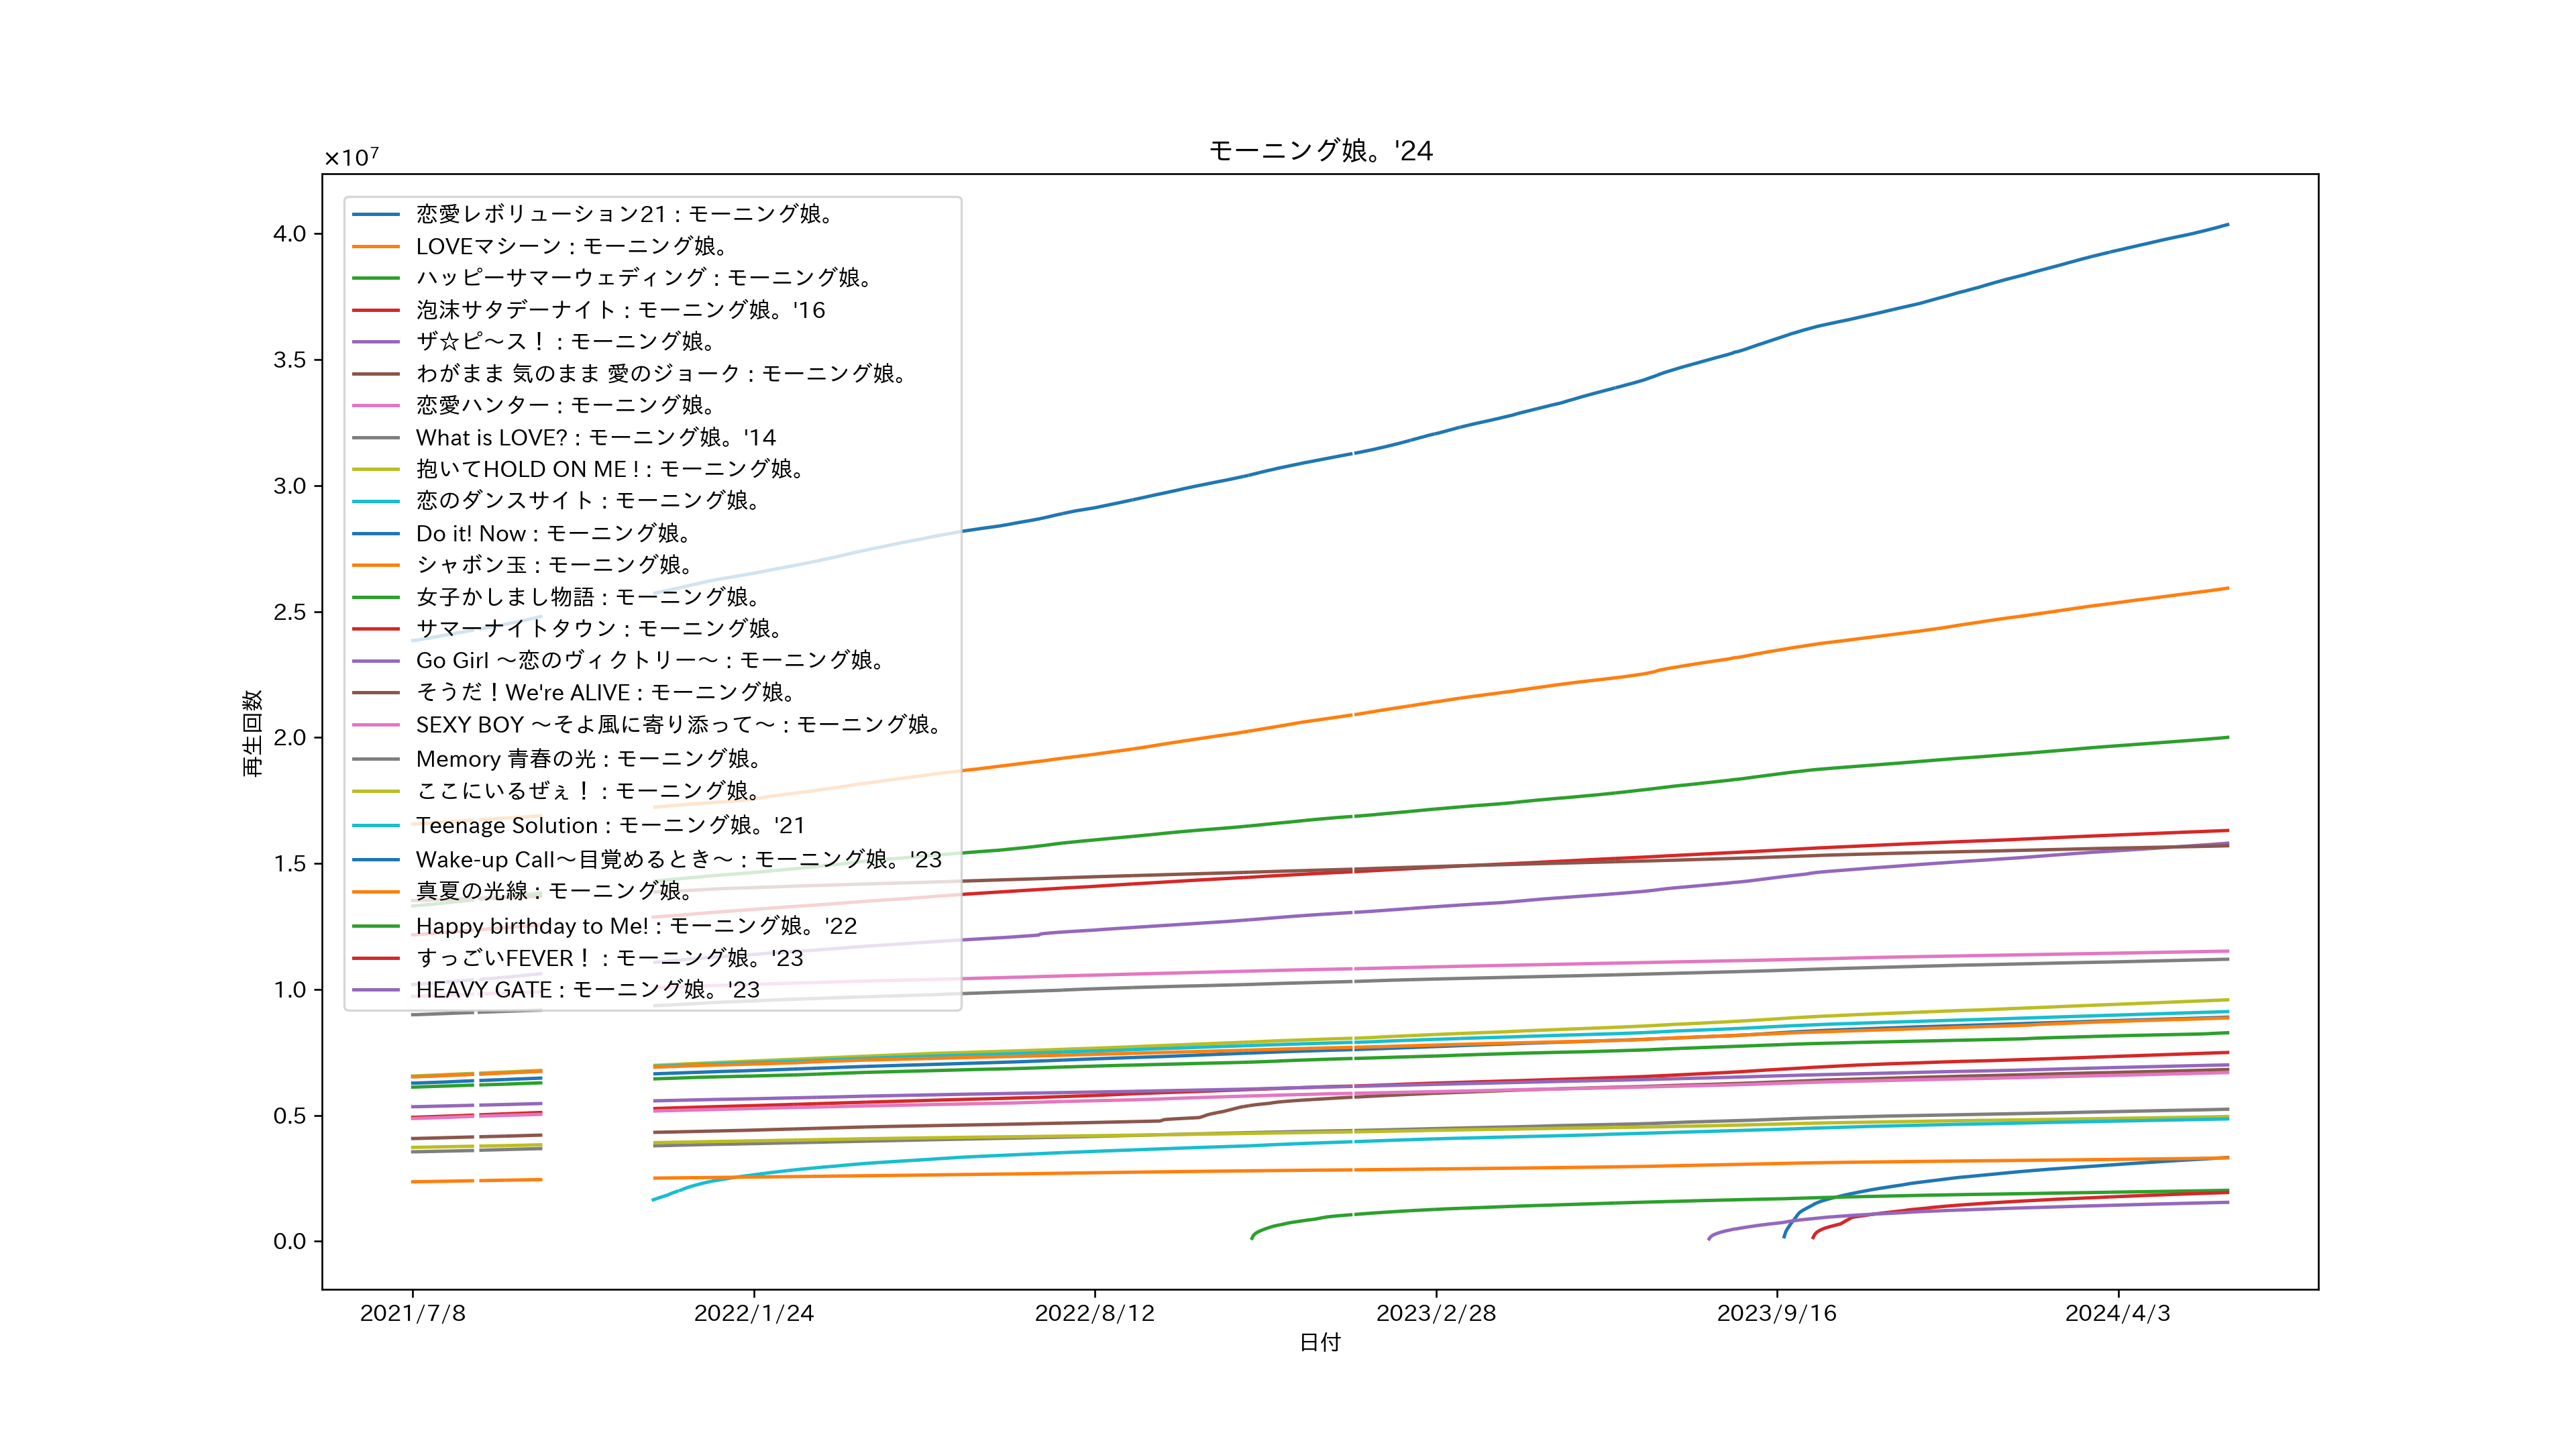 モーニング娘。'24
×10⁷
4.0
3.5
3.0
2.5
2.0
1.5
1.0
0.5
0.0
再生回数
恋愛レボリューション21 : モーニング娘。
LOVEマシーン : モーニング娘。
ハッピーサマーウェディング : モーニング娘。
泡沫サタデーナイト : モーニング娘。'16
ザ☆ピ～ス！ : モーニング娘。
わがまま 気のまま 愛のジョーク : モーニング娘。
恋愛ハンター : モーニング娘。
What is LOVE? : モーニング娘。'14
抱いてHOLD ON ME ! : モーニング娘。
恋のダンスサイト : モーニング娘。
Do it! Now : モーニング娘。
シャボン玉 : モーニング娘。
女子かしまし物語 : モーニング娘。
サマーナイトタウン : モーニング娘。
Go Girl ～恋のヴィクトリー～ : モーニング娘。
そうだ！We're ALIVE : モーニング娘。
SEXY BOY ～そよ風に寄り添って～ : モーニング娘。
Memory 青春の光 : モーニング娘。
ここにいるぜぇ！ : モーニング娘。
Teenage Solution : モーニング娘。'21
Wake-up Call～目覚めるとき～ : モーニング娘。'23
真夏の光線 : モーニング娘。
Happy birthday to Me! : モーニング娘。'22
すっごいFEVER！ : モーニング娘。'23
HEAVY GATE : モーニング娘。'23
2021/7/8
2022/1/24
2022/8/12
2023/2/28
2023/9/16
2024/4/3
日付